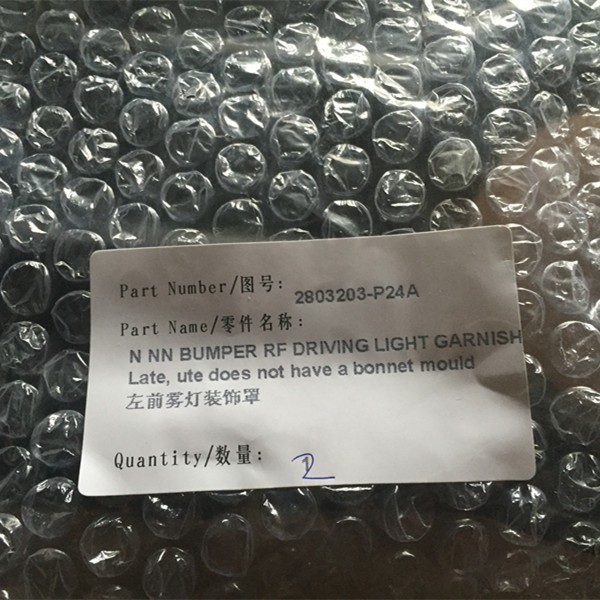 Part Number/图号: 2803203-P24A
Part Name/零件名称:
N NN BUMPER RF DRIVING LIGHT GARNISH
Late, ute does not have a bonnet mould
左前雾灯装饰罩
Quantity/数量: 2